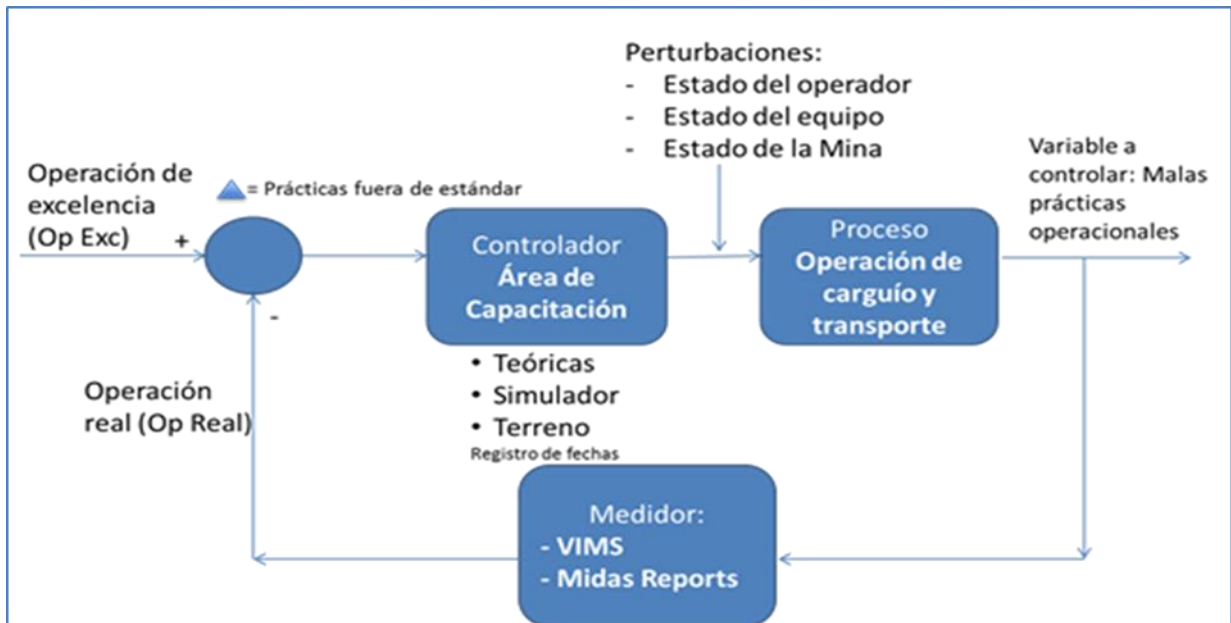 Perturbaciones:
- Estado del operador
- Estado del equipo
- Estado de la Mina
Variable a
controlar: Malas
prácticas
operacionales
Operación de
excelencia
(Op Exc)
+
= Prácticas fuera de estándar
Controlador
Área de
Capacitación
Proceso
Operación de
carguío y
transporte
-
• Teóricas
• Simulador
• Terreno
Registro de fechas
Operación
real (Op Real)
Medidor:
- VIMS
- Midas Reports